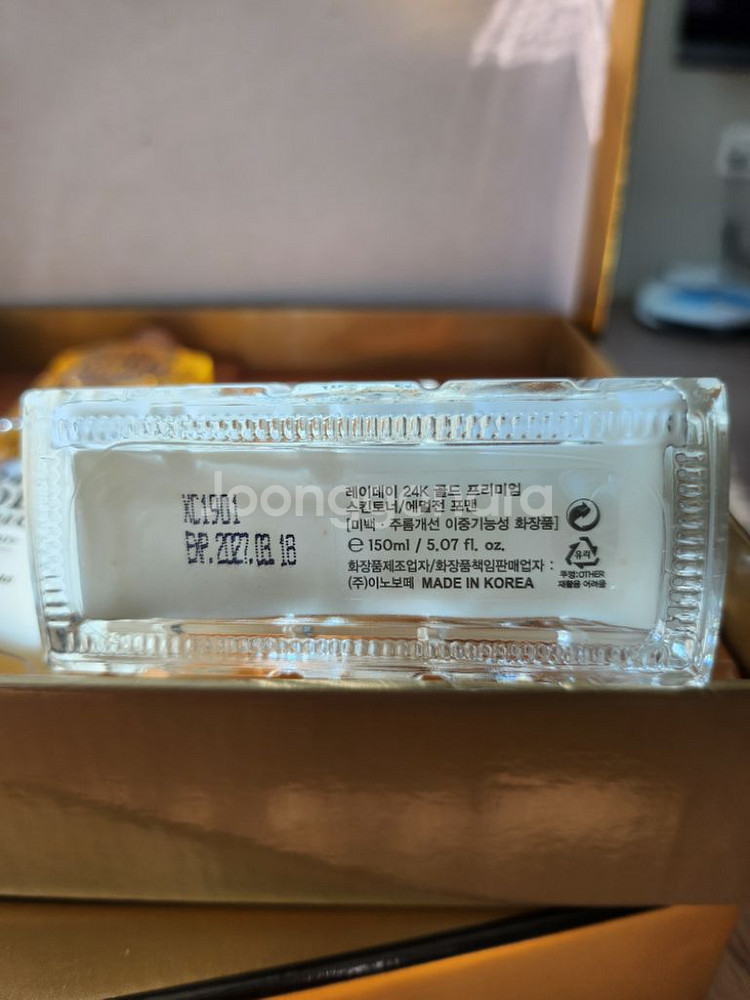 XC1901
EXP.2027.03.18
레이데이 24K 골드 프리미엄
스킨토너/에멀전 포맨
[미백 · 주름개선 이중기능성 화장품]
℮ 150ml / 5.07 fl. oz.
화장품제조업자/화장품책임판매업자 :
(주)이노보떼 MADE IN KOREA
유리
뚜껑:OTHER
재활용 어려움
joonggonara